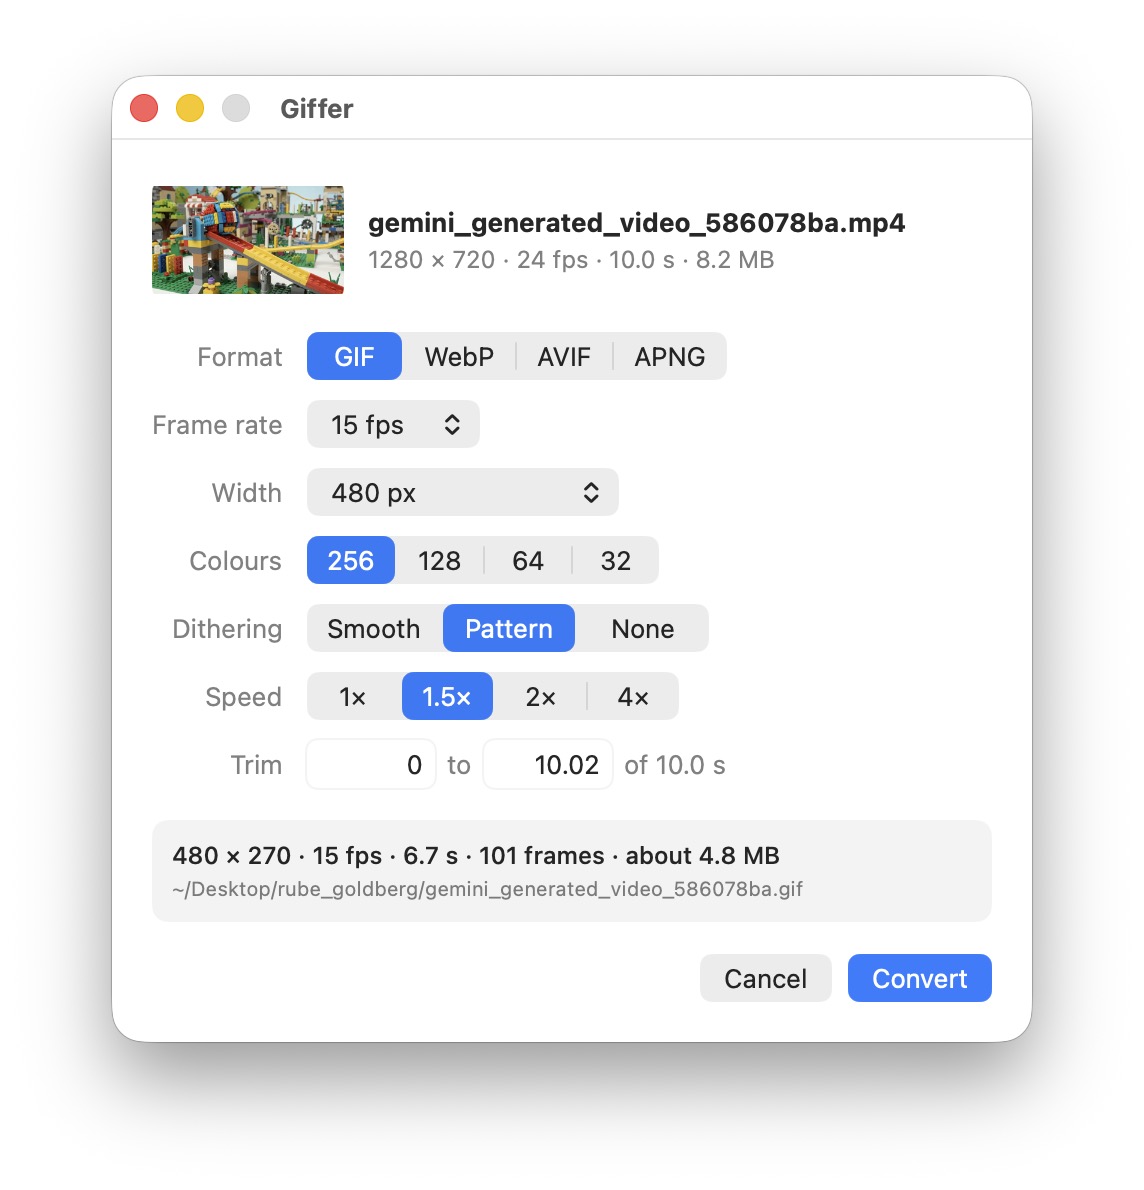 Giffer
gemini_generated_video_586078ba.mp4
1280 × 720 · 24 fps · 10.0 s · 8.2 MB
Format GIF WebP AVIF APNG
Frame rate 15 fps
Width 480 px
Colours 256 128 64 32
Dithering Smooth Pattern None
Speed 1× 1.5× 2× 4×
Trim 0 to 10.02 of 10.0 s
480 × 270 · 15 fps · 6.7 s · 101 frames · about 4.8 MB
~/Desktop/rube_goldberg/gemini_generated_video_586078ba.gif
Cancel Convert